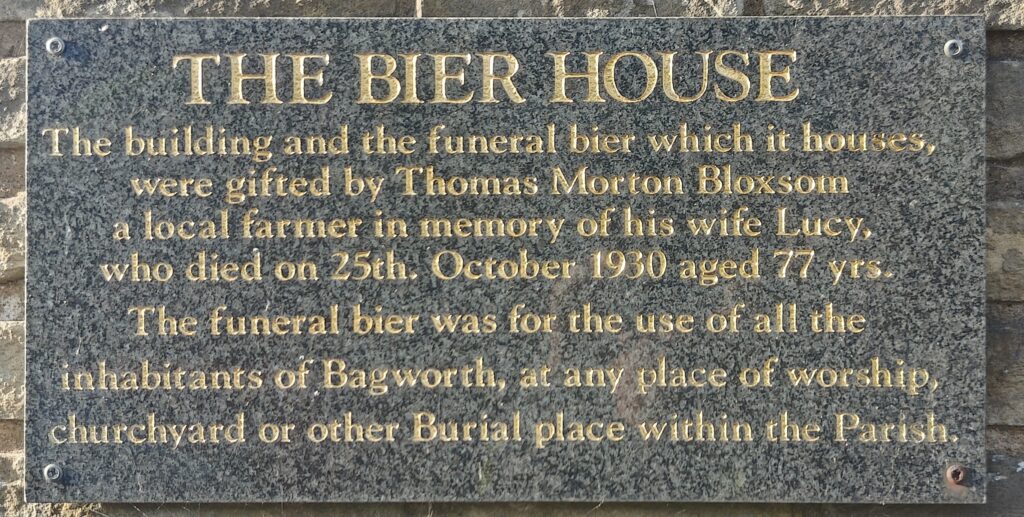 THE BIER HOUSE
The building and the funeral bier which it houses,
were gifted by Thomas Morton Bloxsom
a local farmer in memory of his wife Lucy,
who died on 25th. October 1930 aged 77 yrs.
The funeral bier was for the use of all the
inhabitants of Bagworth, at any place of worship,
churchyard or other Burial place within the Parish.